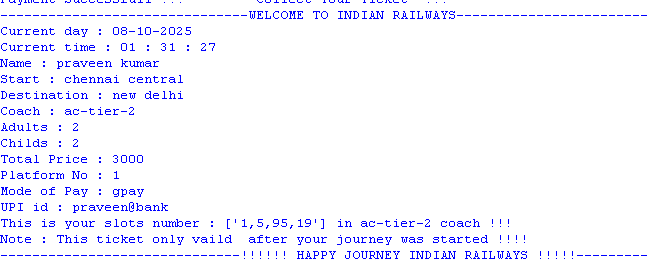 Payment Successfull !!! Collect Your Ticket !!!
------------------------------WELCOME TO INDIAN RAILWAYS------------------------
Current day : 08-10-2025
Current time : 01 : 31 : 27
Name : praveen kumar
Start : chennai central
Destination : new delhi
Coach : ac-tier-2
Adults : 2
Childs : 2
Total Price : 3000
Platform No : 1
Mode of Pay : gpay
UPI id : praveen@bank
This is your slots number : ['1,5,95,19'] in ac-tier-2 coach !!!
Note : This ticket only vaild  after your journey was started !!!!
------------------------------!!!!!! HAPPY JOURNEY INDIAN RAILWAYS !!!!!---------